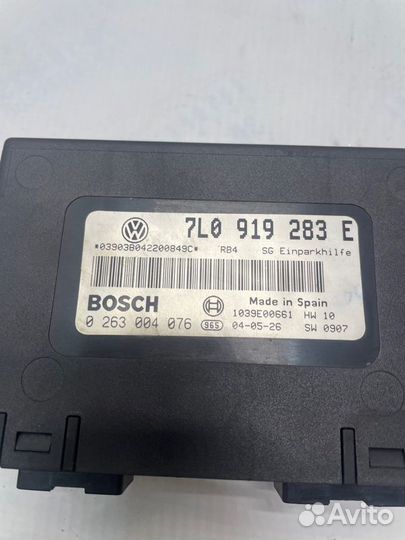 7L0 919 283 E
*03903B042200849C* RB4 SG Einparkhilfe
BOSCH
Made in Spain
1039E00661 HW 10
0 263 004 076 965 04-05-26 SW 0907
Avito